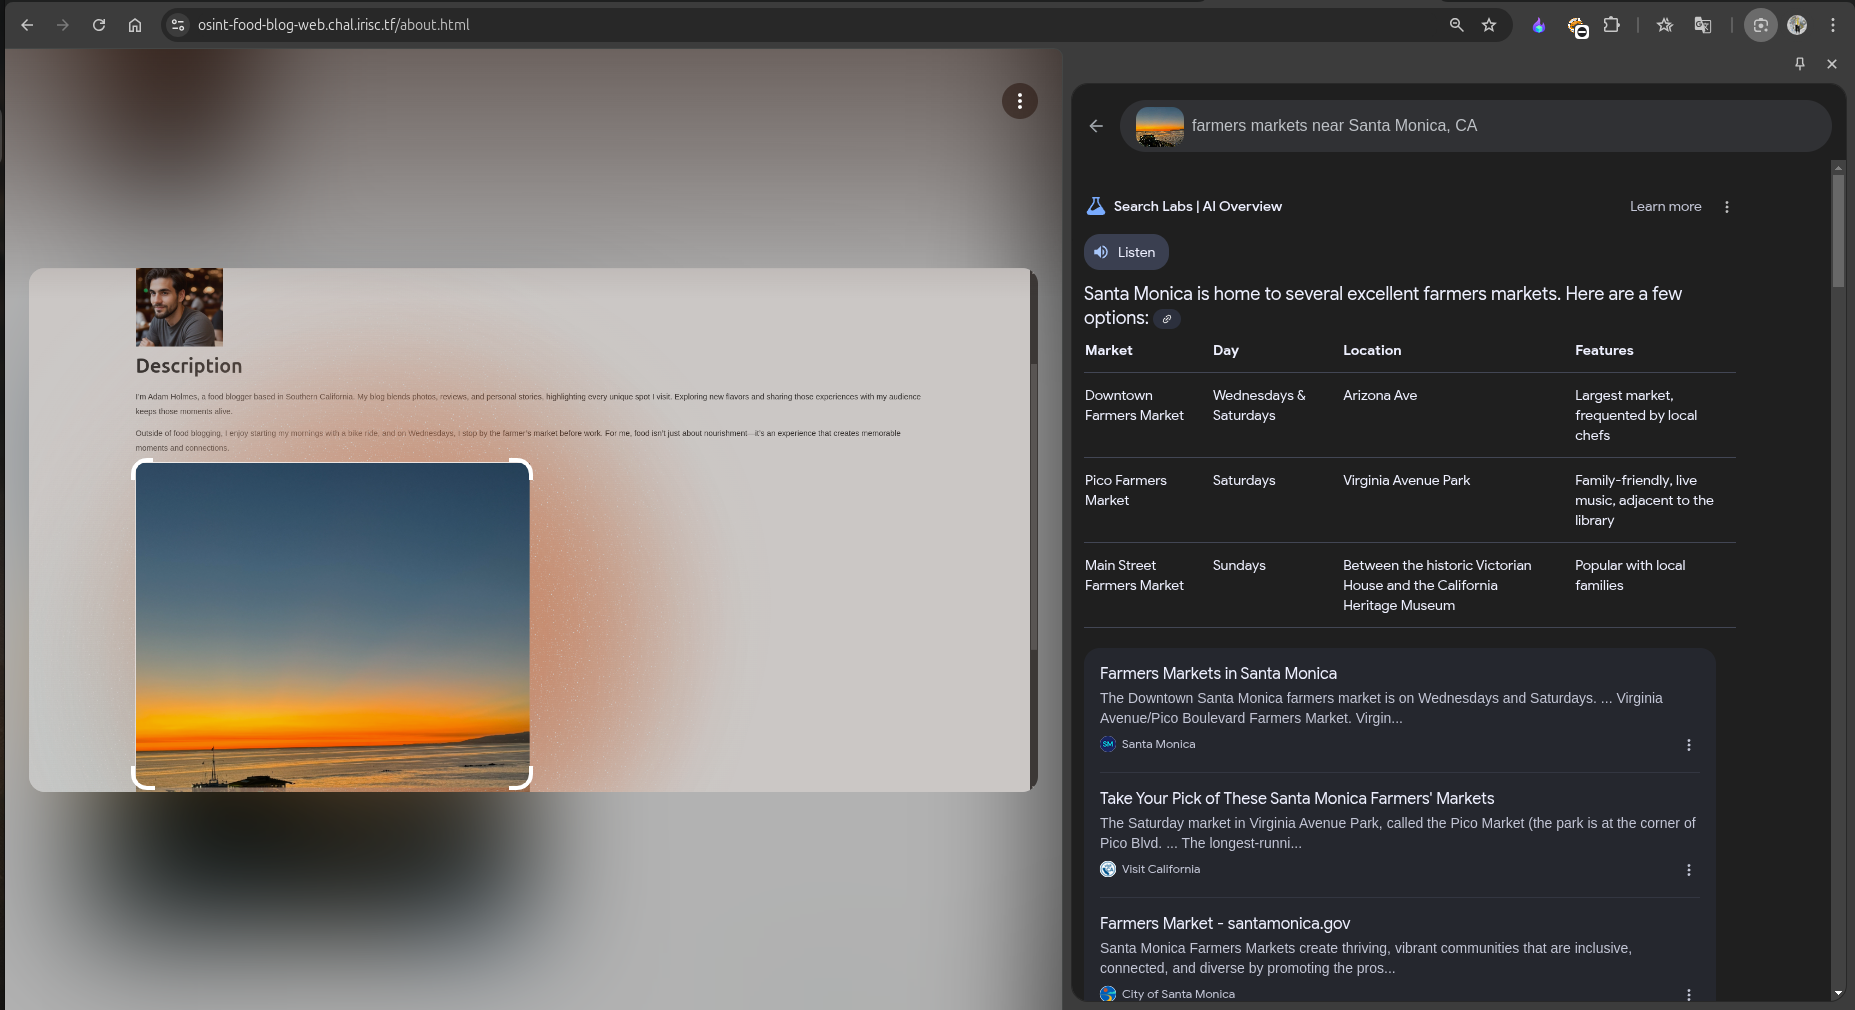 osint-food-blog-web.chal.irisc.tf/about.html
Description
I'm Adam Holmes, a food blogger based in Southern California. My blog blends photos, reviews, and personal stories, highlighting every unique spot I visit. Exploring new flavors and sharing those experiences with my audience
keeps those moments alive.
Outside of food blogging, I enjoy starting my mornings with a bike ride, and on Wednesdays, I stop by the farmer's market before work. For me, food isn't just about nourishment—it's an experience that creates memorable
moments and connections.
farmers markets near Santa Monica, CA
Search Labs | AI Overview
Learn more
Listen
Santa Monica is home to several excellent farmers markets. Here are a few
options:
Market Day Location Features
Downtown Wednesdays & Arizona Ave Largest market,
Farmers Market Saturdays frequented by local
chefs
Pico Farmers Saturdays Virginia Avenue Park Family-friendly, live
Market music, adjacent to the
library
Main Street Sundays Between the historic Victorian Popular with local
Farmers Market House and the California families
Heritage Museum
Farmers Markets in Santa Monica
The Downtown Santa Monica farmers market is on Wednesdays and Saturdays. ... Virginia
Avenue/Pico Boulevard Farmers Market. Virgin...
SM Santa Monica
Take Your Pick of These Santa Monica Farmers' Markets
The Saturday market in Virginia Avenue Park, called the Pico Market (the park is at the corner of
Pico Blvd. ... The longest-runni...
Visit California
Farmers Market - santamonica.gov
Santa Monica Farmers Markets create thriving, vibrant communities that are inclusive,
connected, and diverse by promoting the pros...
City of Santa Monica